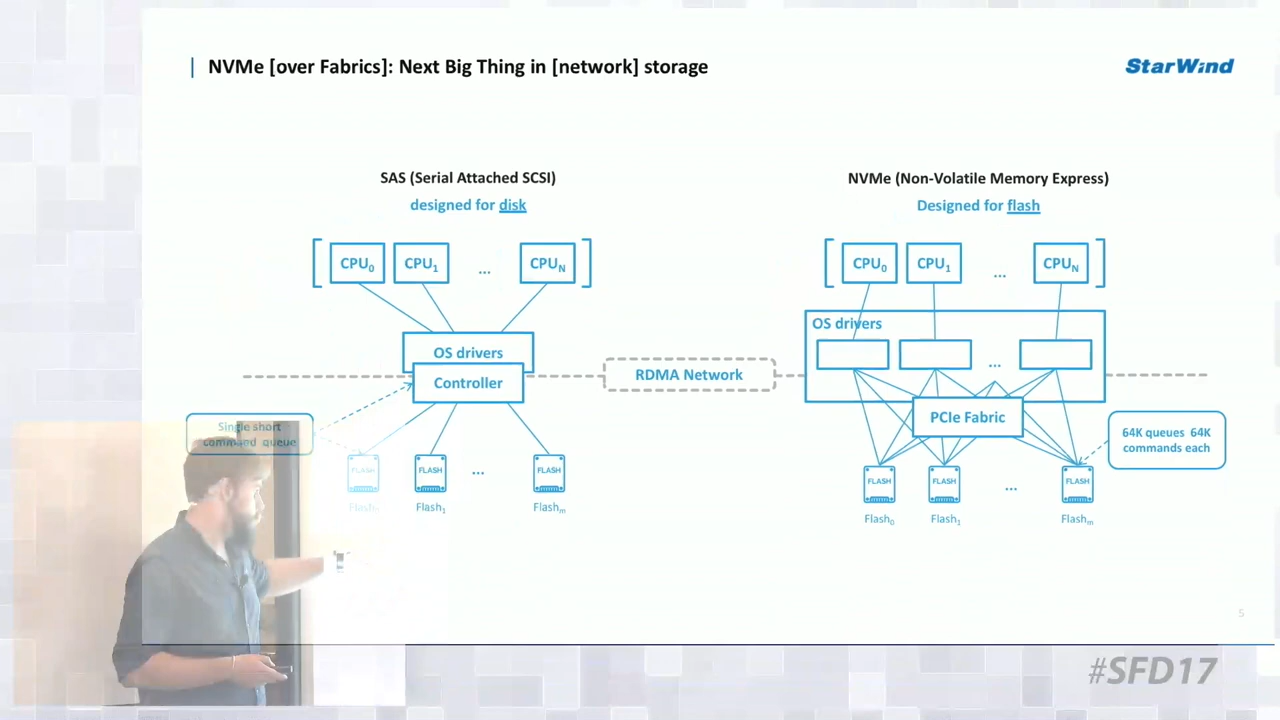 NVMe [over Fabrics]: Next Big Thing in [network] storage
StarWind
SAS (Serial Attached SCSI)
designed for disk
CPU0
CPU1
...
CPUN
OS drivers
Controller
Single short
command queue
FLASH
FLASH
...
FLASH
Flash0
Flash1
Flashm
RDMA Network
NVMe (Non-Volatile Memory Express)
Designed for flash
CPU0
CPU1
...
CPUN
OS drivers
...
PCIe Fabric
64K queues 64K
commands each
FLASH
FLASH
...
FLASH
Flash0
Flash1
Flashm
5
#SFD17